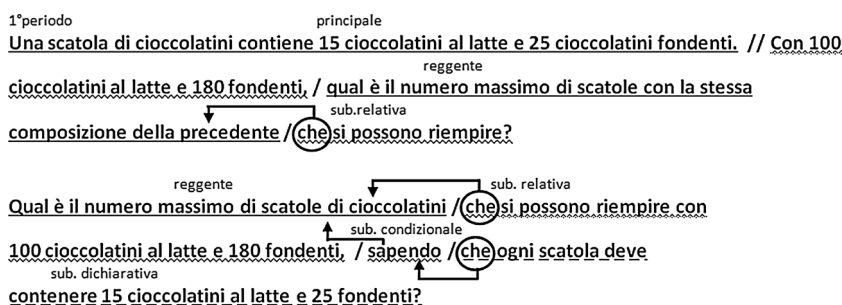 1°periodo principale
Una scatola di cioccolatini contiene 15 cioccolatini al latte e 25 cioccolatini fondenti. // Con 100
reggente
cioccolatini al latte e 180 fondenti, / qual è il numero massimo di scatole con la stessa
sub.relativa
composizione della precedente / che si possono riempire?
reggente sub. relativa
Qual è il numero massimo di scatole di cioccolatini / che si possono riempire con
sub. condizionale
100 cioccolatini al latte e 180 fondenti, / sapendo / che ogni scatola deve
sub. dichiarativa
contenere 15 cioccolatini al latte e 25 fondenti?